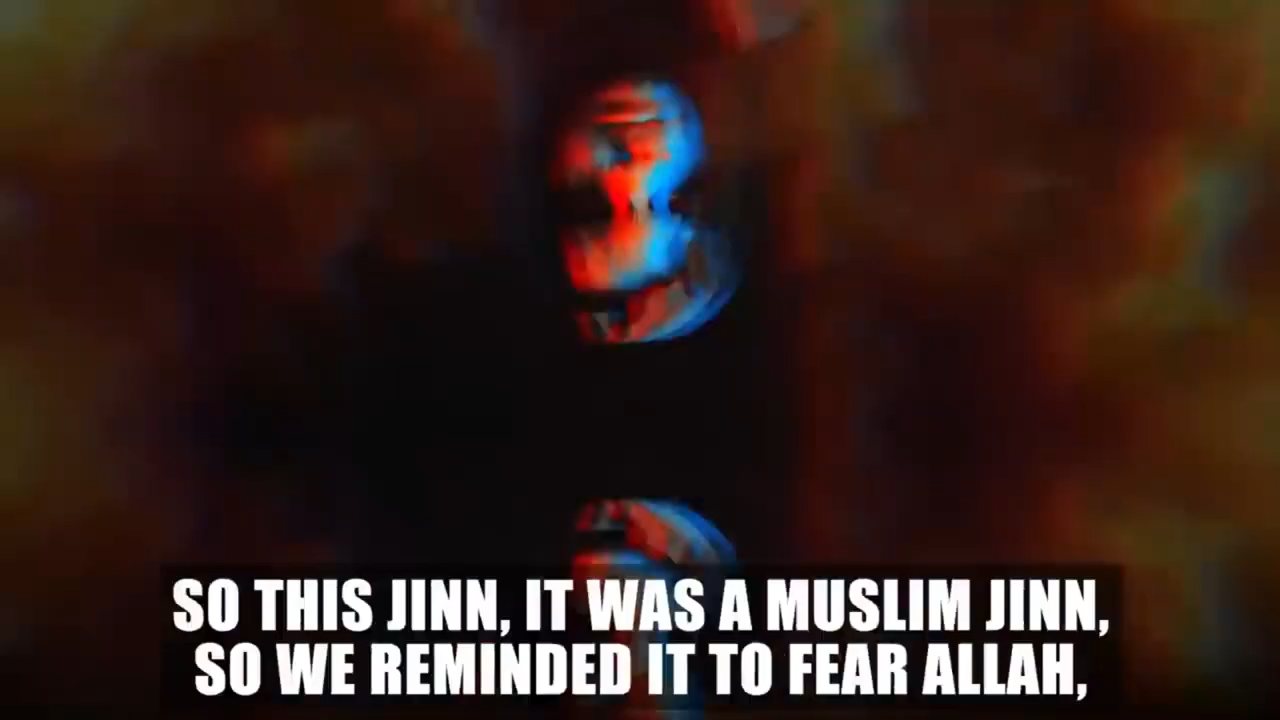 SO THIS JINN, IT WAS A MUSLIM JINN,
SO WE REMINDED IT TO FEAR ALLAH,